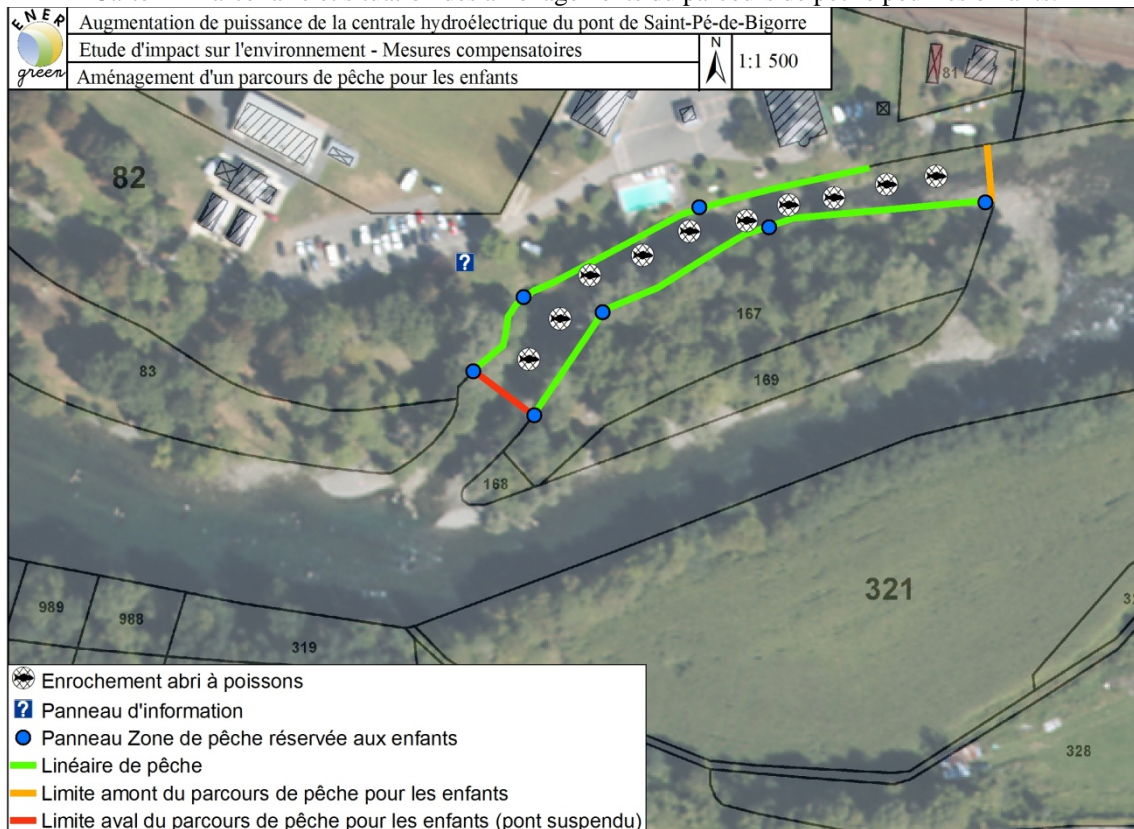 ENER
green
Augmentation de puissance de la centrale hydroélectrique du pont de Saint-Pé-de-Bigorre
Etude d'impact sur l'environnement - Mesures compensatoires
Aménagement d'un parcours de pêche pour les enfants
N
1:1 500
81
82
83
167
169
168
321
989
988
319
328
Enrochement abri à poissons
? Panneau d'information
Panneau Zone de pêche réservée aux enfants
Linéaire de pêche
Limite amont du parcours de pêche pour les enfants
Limite aval du parcours de pêche pour les enfants (pont suspendu)